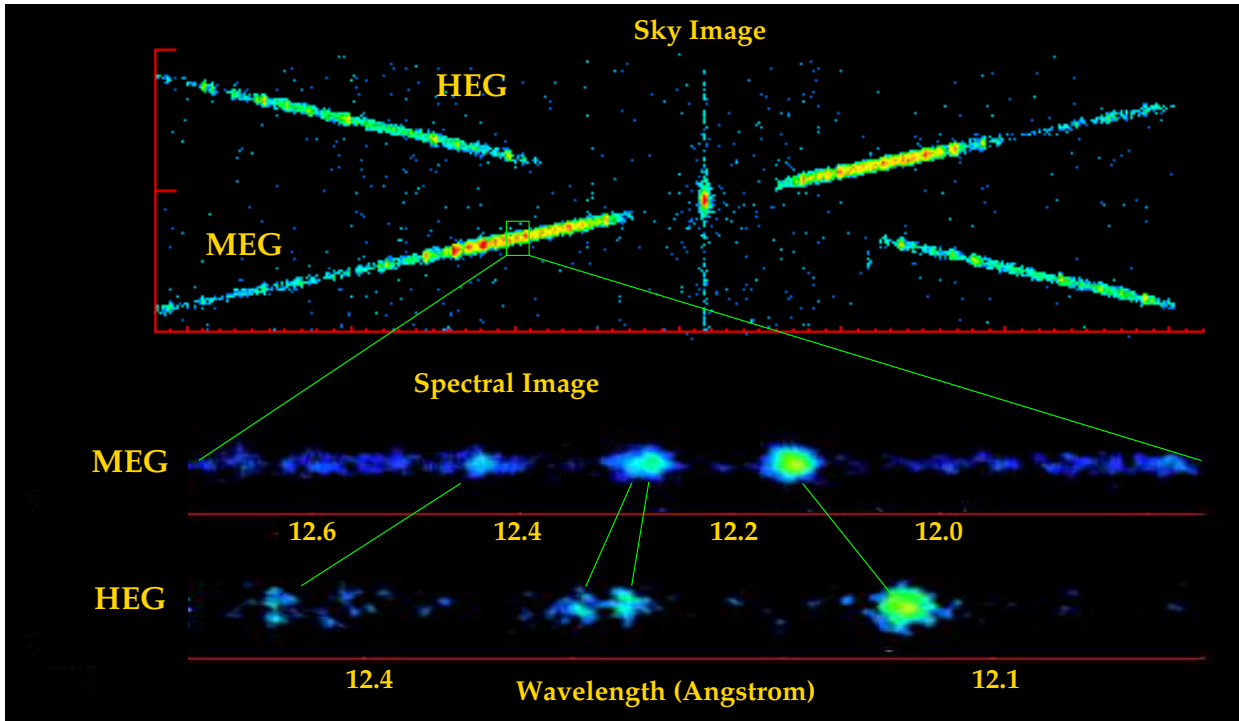 Sky Image
HEG
MEG
Spectral Image
MEG
12.6 12.4 12.2 12.0
HEG
12.4 12.1
Wavelength (Angstrom)